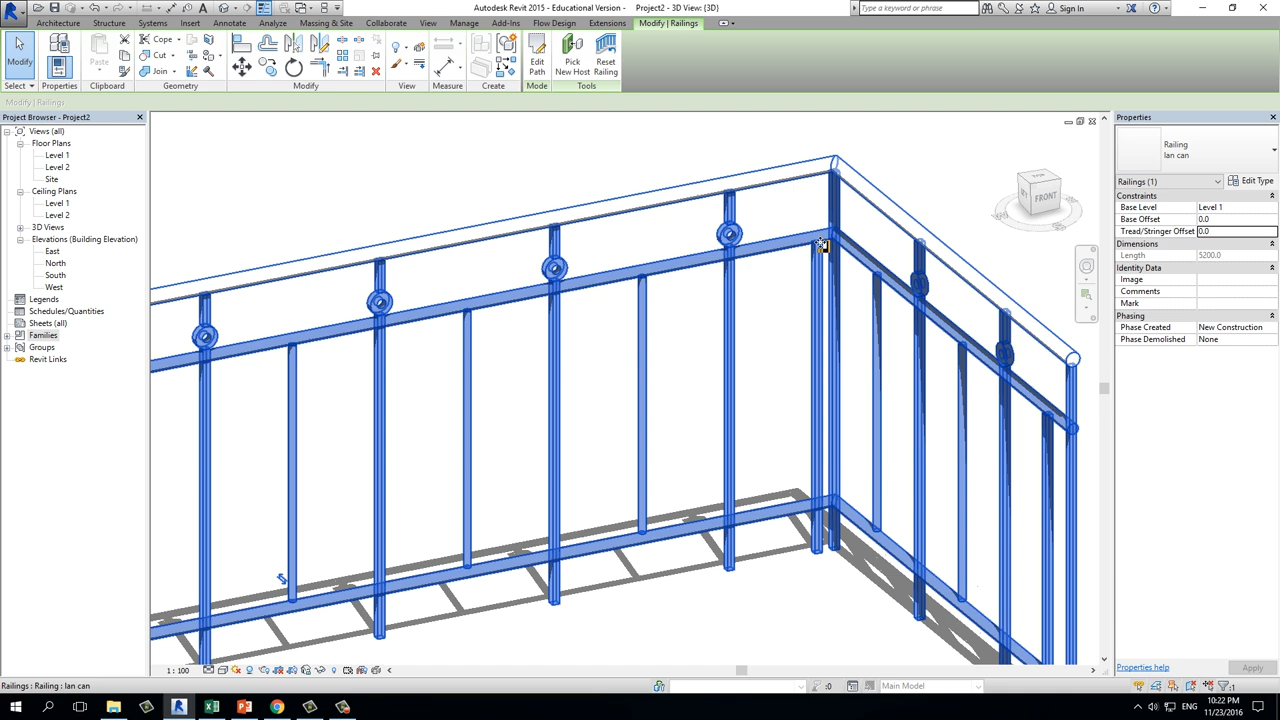 Autodesk Revit 2015 - Educational Version - Project2 - 3D View: {3D}
Type a keyword or phrase
Sign In
Architecture Structure Systems Insert Annotate Analyze Massing & Site Collaborate View Manage Add-Ins Flow Design Extensions Modify | Railings
Modify
Paste
Cope
Cut
Join
Edit Path
Pick New Host
Reset Railing
Select Properties Clipboard Geometry Modify View Measure Create Mode Tools
Modify | Railings
Project Browser - Project2
Views (all)
Floor Plans
Level 1
Level 2
Site
Ceiling Plans
Level 1
Level 2
3D Views
Elevations (Building Elevation)
East
North
South
West
Legends
Schedules/Quantities
Sheets (all)
Families
Groups
Revit Links
TOP
BACK
FRONT
Properties
Railing
lan can
Railings (1)
Edit Type
Constraints
Base Level Level 1
Base Offset 0.0
Tread/Stringer Offset 0.0
Dimensions
Length 5200.0
Identity Data
Image
Comments
Mark
Phasing
Phase Created New Construction
Phase Demolished None
Properties help
Apply
1 : 100
Railings : Railing : lan can
:0
Main Model
:1
ENG
10:22 PM
11/23/2016